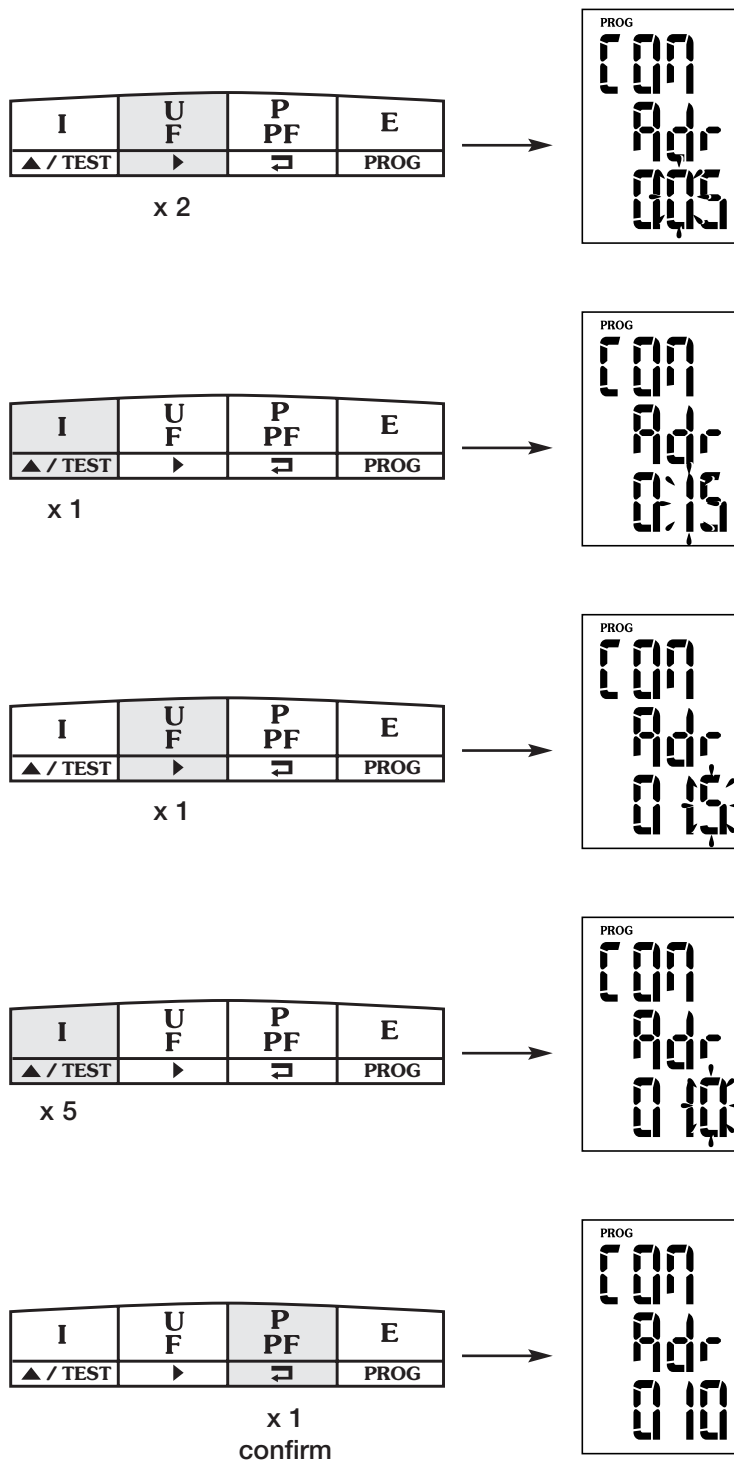 PROG
COM
Adr
005
I U F P PF E
▲ / TEST ▶ PROG
x 2
PROG
COM
Adr
015
I U F P PF E
▲ / TEST ▶ PROG
x 1
PROG
COM
Adr
015
I U F P PF E
▲ / TEST ▶ PROG
x 1
PROG
COM
Adr
010
I U F P PF E
▲ / TEST ▶ PROG
x 5
PROG
COM
Adr
010
I U F P PF E
▲ / TEST ▶ PROG
x 1
confirm